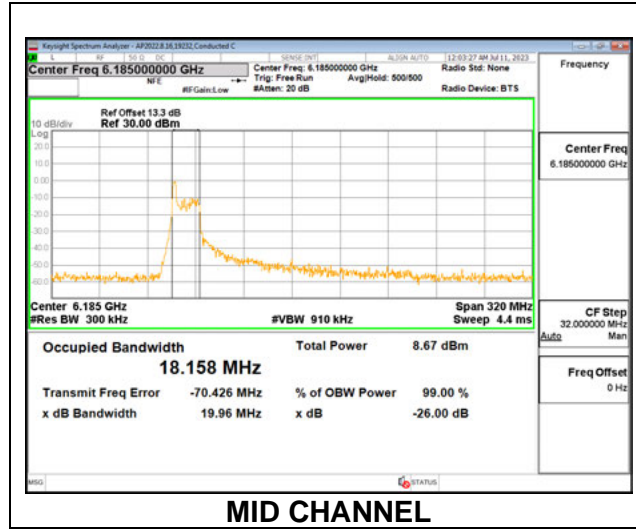 Keysight Spectrum Analyzer - AP2022.8.16,19232,Conducted C
L RF 50 Ω DC SENSE:INT ALIGN AUTO 12:03:27 AM Jul 11, 2023
Center Freq 6.185000000 GHz
NFE
#IFGain:Low
Center Freq: 6.185000000 GHz
Trig: Free Run Avg|Hold: 500/500
#Atten: 20 dB
Radio Std: None
Radio Device: BTS
Frequency
Ref Offset 13.3 dB
10 dB/div Ref 30.00 dBm
Log
20.0
10.0
0.00
-10.0
-20.0
-30.0
-40.0
-50.0
-60.0
Center Freq
6.185000000 GHz
Center 6.185 GHz Span 320 MHz
#Res BW 300 kHz #VBW 910 kHz Sweep 4.4 ms
CF Step
32.000000 MHz
Auto Man
Occupied Bandwidth Total Power 8.67 dBm
18.158 MHz
Transmit Freq Error -70.426 MHz % of OBW Power 99.00 %
x dB Bandwidth 19.96 MHz x dB -26.00 dB
Freq Offset
0 Hz
MSG STATUS
MID CHANNEL